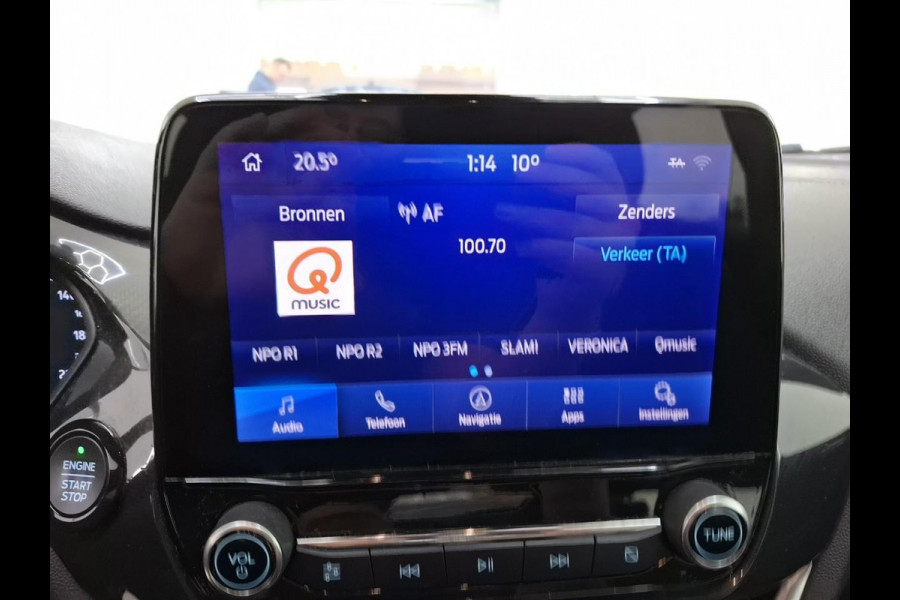 20.5° 1:14 10° TA
Bronnen AF Zenders
100.70 Verkeer (TA)
Q
MUSIC
NPO R1 NPO R2 NPO 3FM SLAM! VERONICA Qmusic
Audio Telefoon Navigatie Apps Instellingen
ENGINE
START
STOP
VOL TUNE